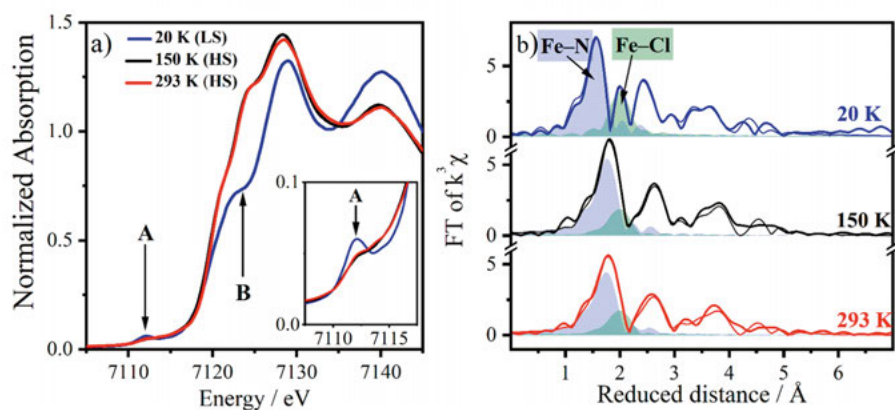 a)
20 K (LS)
150 K (HS)
293 K (HS)
Normalized Absorption
1.5
1.0
0.5
0.0
A
B
0.1
0.0
A
7110
7115
7110
7120
7130
7140
Energy / eV
b)
Fe–N
Fe–Cl
FT of k³ χ
5
0
5
0
5
0
20 K
150 K
293 K
1
2
3
4
5
6
Reduced distance / Å